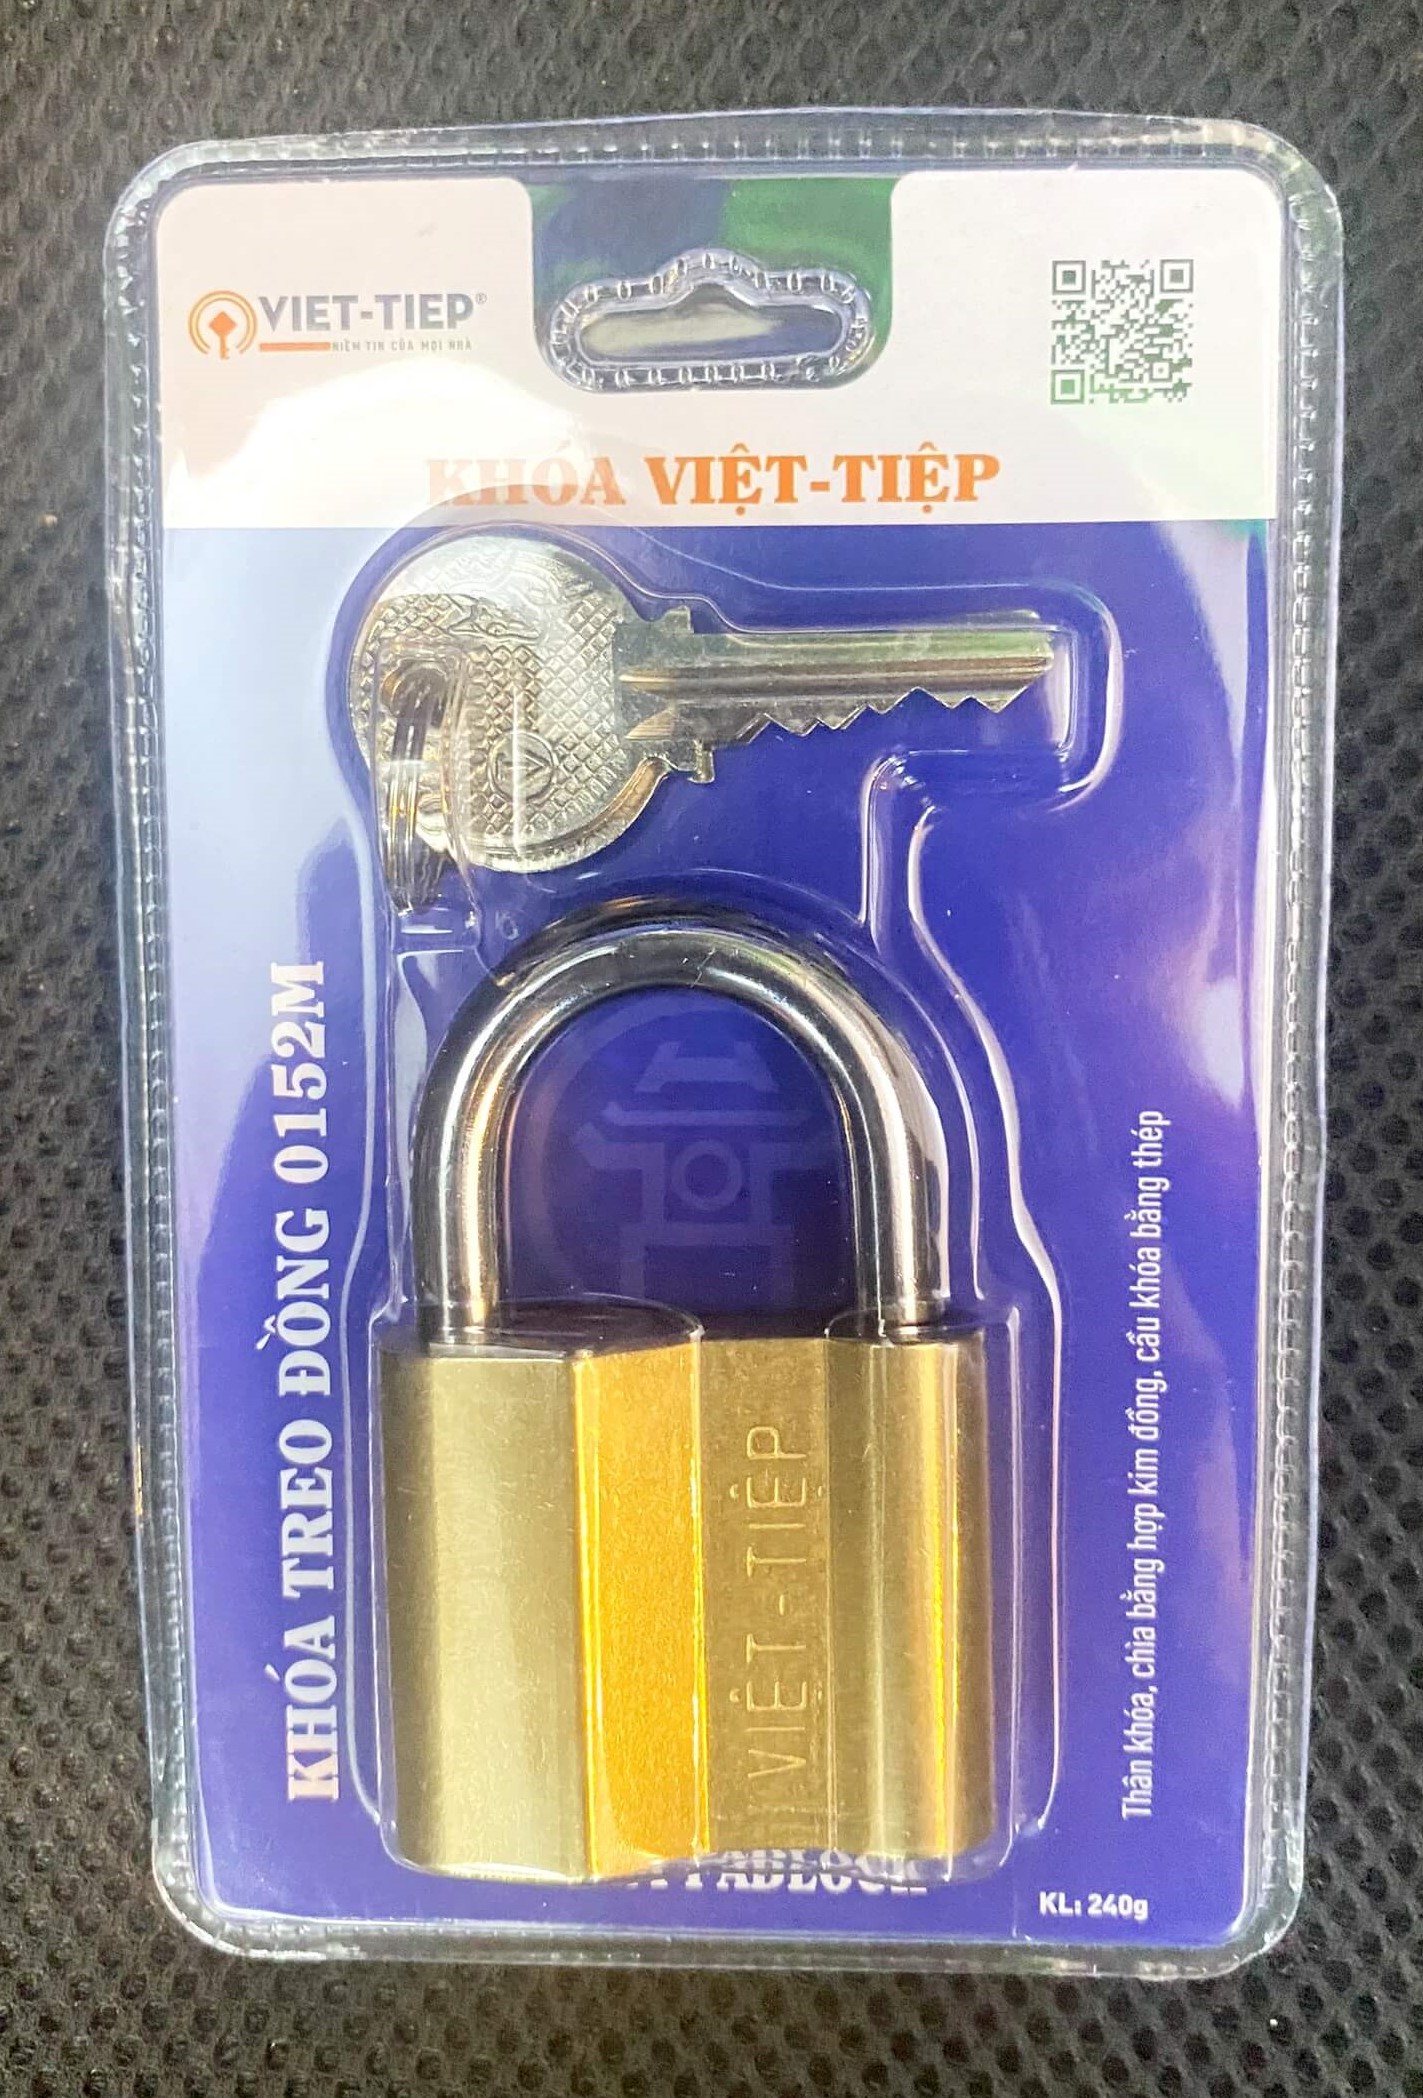 VIET-TIEP®
NIỀM TIN CỦA MỌI NHÀ
KHÓA VIỆT-TIỆP
KHÓA TREO ĐỒNG 0152M
VIỆT-TIỆP
Thân khóa, chìa bằng hợp kim đồng, cầu khóa bằng thép
PADLOCK
KL: 240g